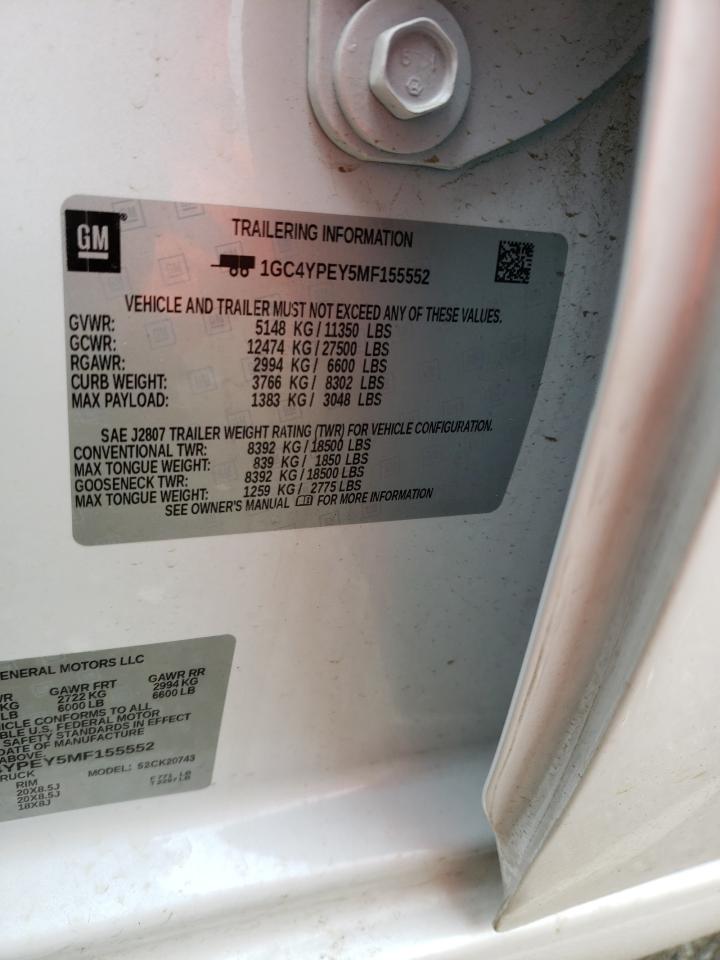 GM®
TRAILERING INFORMATION
1GC4YPEY5MF155552
VEHICLE AND TRAILER MUST NOT EXCEED ANY OF THESE VALUES.
GVWR: 5148 KG / 11350 LBS
GCWR: 12474 KG / 27500 LBS
RGAWR: 2994 KG / 6600 LBS
CURB WEIGHT: 3766 KG / 8302 LBS
MAX PAYLOAD: 1383 KG / 3048 LBS
SAE J2807 TRAILER WEIGHT RATING (TWR) FOR VEHICLE CONFIGURATION.
CONVENTIONAL TWR: 8392 KG / 18500 LBS
MAX TONGUE WEIGHT: 839 KG / 1850 LBS
GOOSENECK TWR: 8392 KG / 18500 LBS
MAX TONGUE WEIGHT: 1259 KG / 2775 LBS
SEE OWNER'S MANUAL FOR MORE INFORMATION
ENERAL MOTORS LLC
WR GAWR FRT GAWR RR
KG 2722 KG 2994 KG
LB 6000 LB 6600 LB
ICLE CONFORMS TO ALL
BLE U.S. FEDERAL MOTOR
SAFETY STANDARDS IN EFFECT
DATE OF MANUFACTURE
ABOVE.
4YPEY5MF155552
RUCK MODEL: 52CK20743
RIM
20X8.5J
20X8.5J
18X8J